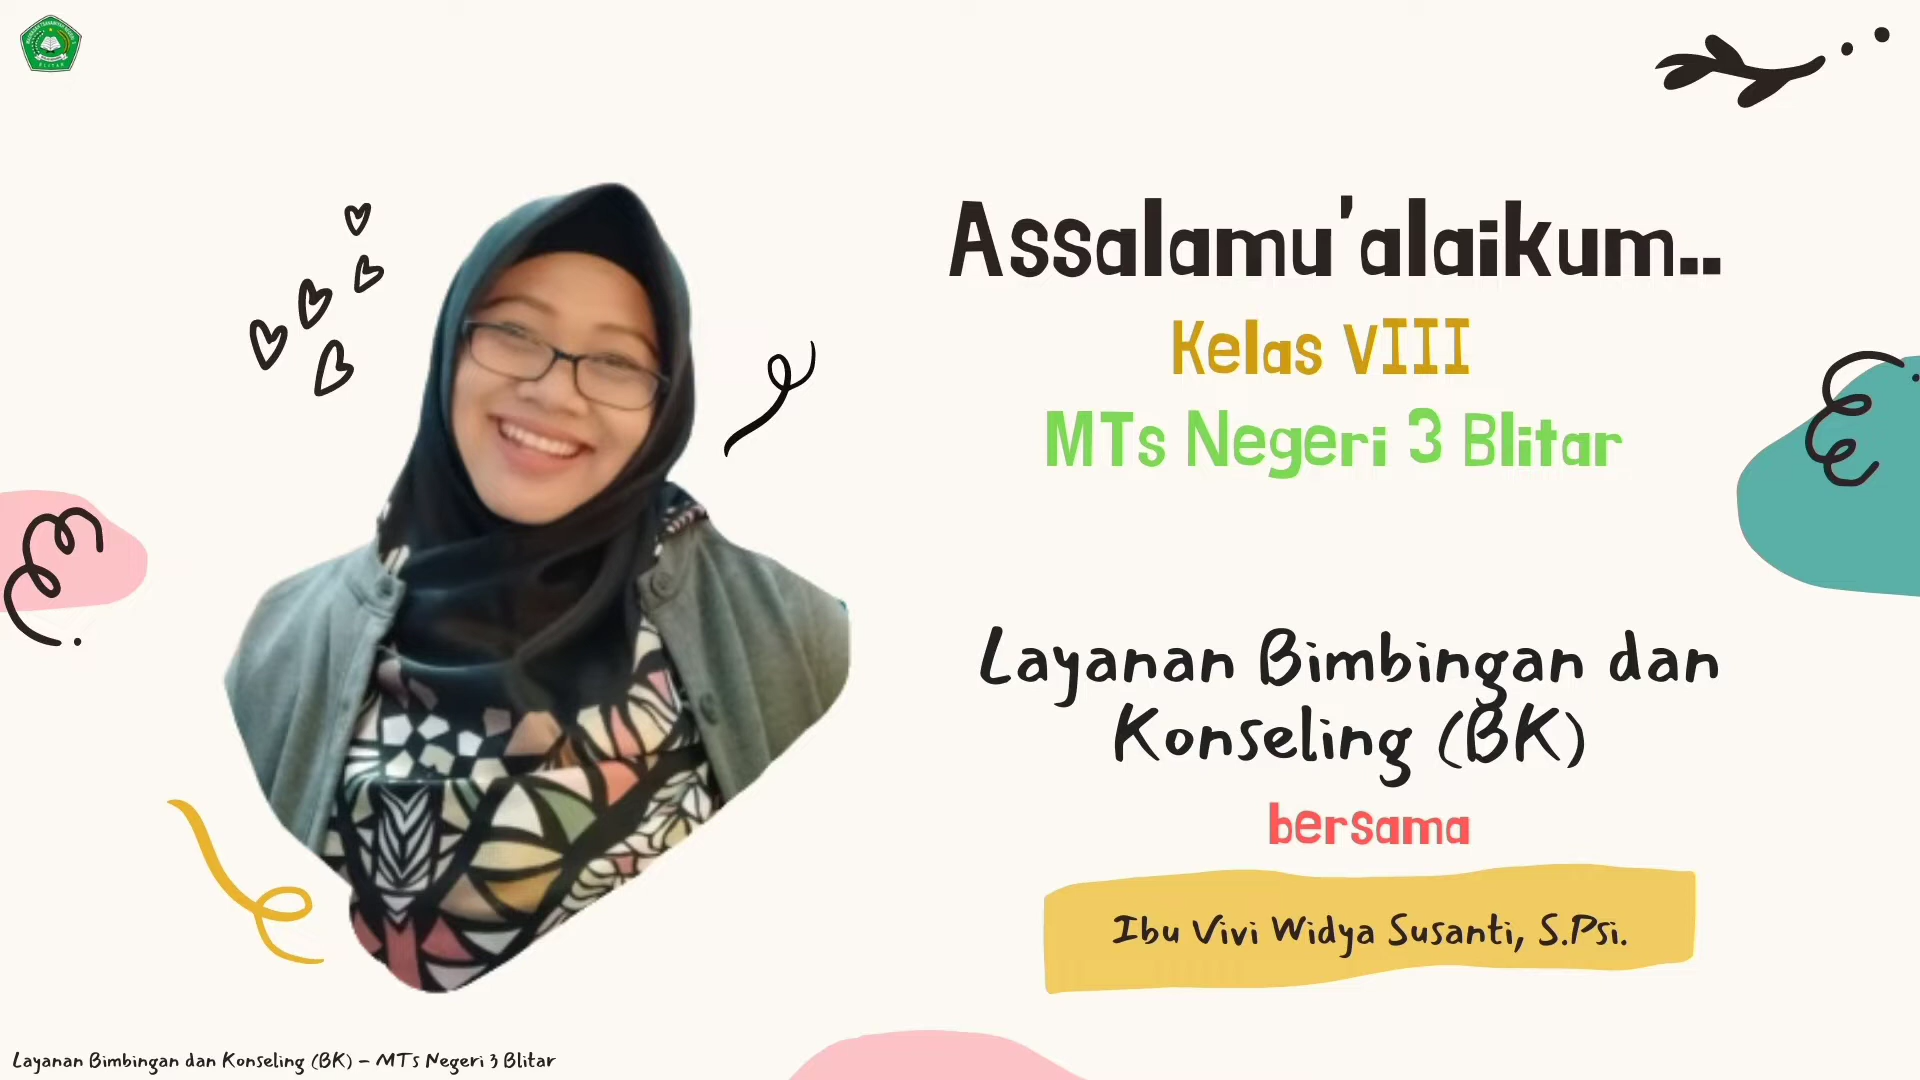 Assalamu'alaikum..
Kelas VIII
MTs Negeri 3 Blitar
Layanan Bimbingan dan
Konseling (BK)
bersama
Ibu Vivi Widya Susanti, S.Psi.
Layanan Bimbingan dan Konseling (BK) – MTs Negeri 3 Blitar
BLITAR